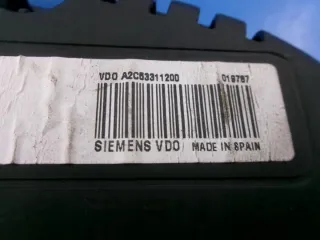 VDO A2C53311200 019787
SIEMENS VDO MADE IN SPAIN